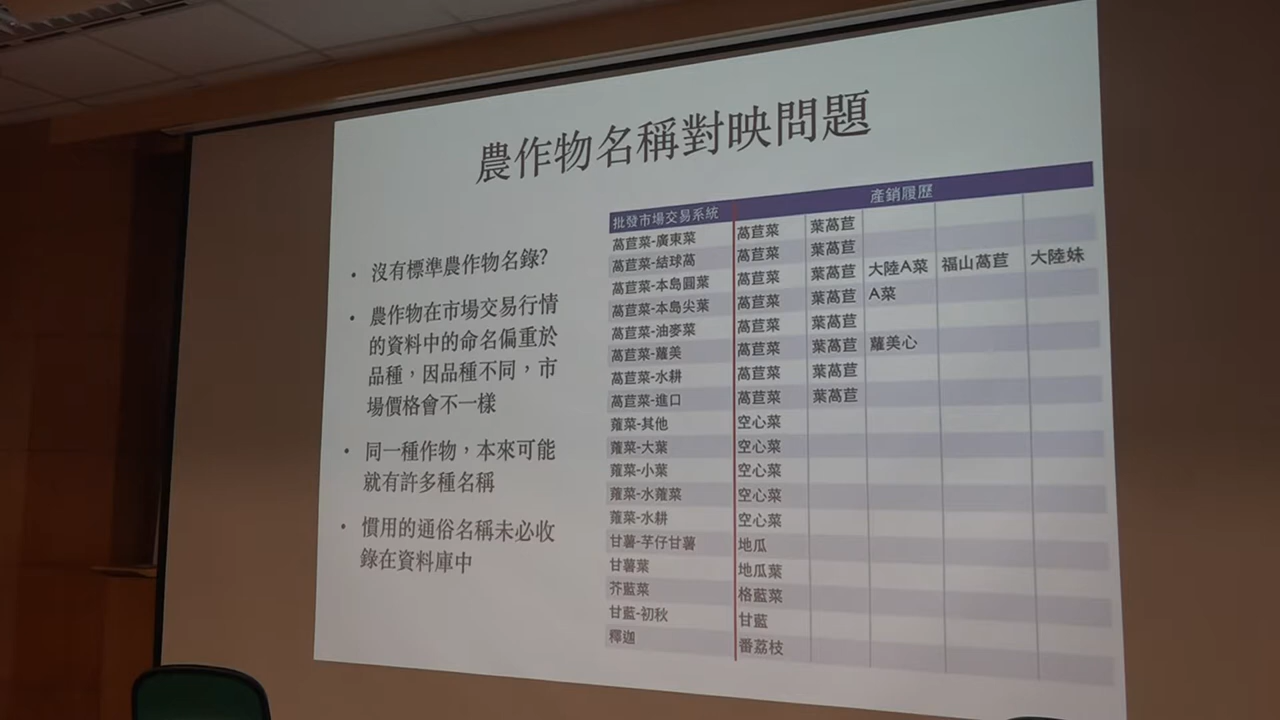 農作物名稱對映問題
• 沒有標準農作物名錄?
• 農作物在市場交易行情
的資料中的命名偏重於
品種，因品種不同，市
場價格會不一樣
• 同一種作物，本來可能
就有許多種名稱
• 慣用的通俗名稱未必收
錄在資料庫中
批發市場交易系統 產銷履歷
萵苣菜-廣東菜 萵苣菜 葉萵苣
萵苣菜-結球萵 萵苣菜 葉萵苣
萵苣菜-本島圓葉 萵苣菜 葉萵苣 大陸A菜 福山萵苣 大陸妹
萵苣菜-本島尖葉 萵苣菜 葉萵苣 A菜
萵苣菜-油麥菜 萵苣菜 葉萵苣
萵苣菜-蘿美 萵苣菜 葉萵苣 蘿美心
萵苣菜-水耕 萵苣菜 葉萵苣
萵苣菜-進口 萵苣菜 葉萵苣
蕹菜-其他 空心菜
蕹菜-大葉 空心菜
蕹菜-小葉 空心菜
蕹菜-水蕹菜 空心菜
蕹菜-水耕 空心菜
甘薯-芋仔甘薯 地瓜
甘薯葉 地瓜葉
芥藍菜 格藍菜
甘藍-初秋 甘藍
釋迦 番荔枝